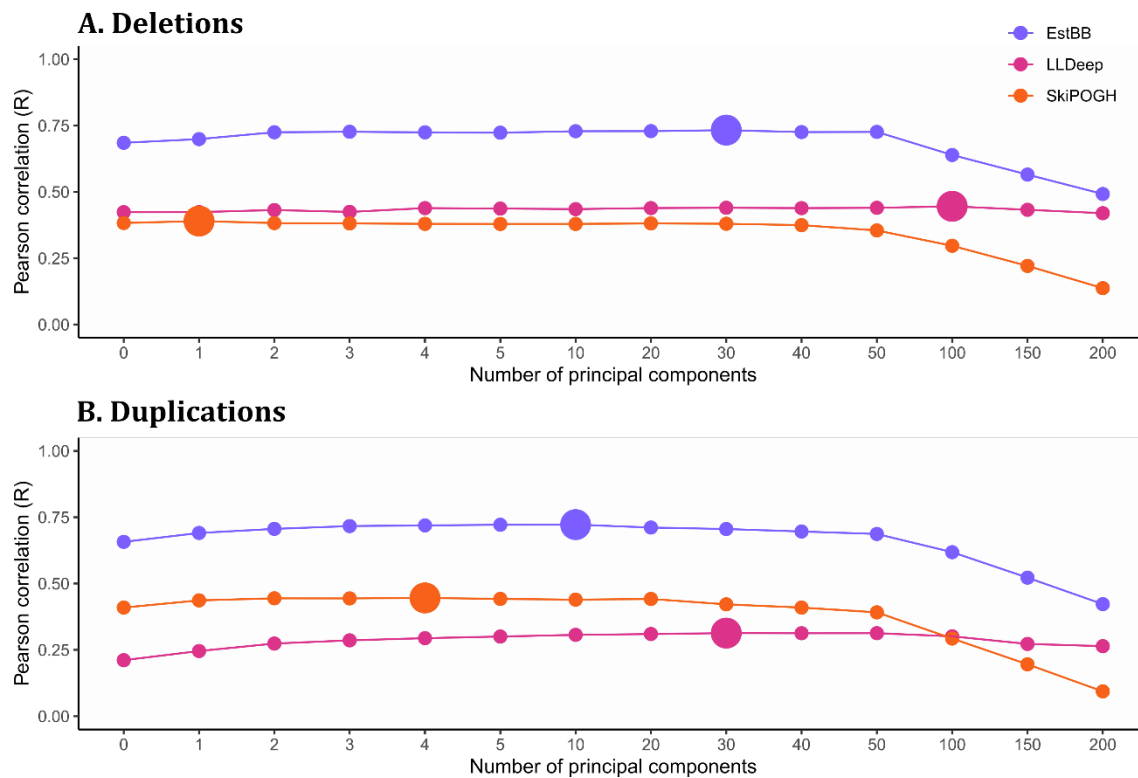 A. Deletions
EstBB
LLDeep
SkiPOGH
Pearson correlation (R)
1.00
0.75
0.50
0.25
0.00
0 1 2 3 4 5 10 20 30 40 50 100 150 200
Number of principal components
B. Duplications
Pearson correlation (R)
1.00
0.75
0.50
0.25
0.00
0 1 2 3 4 5 10 20 30 40 50 100 150 200
Number of principal components